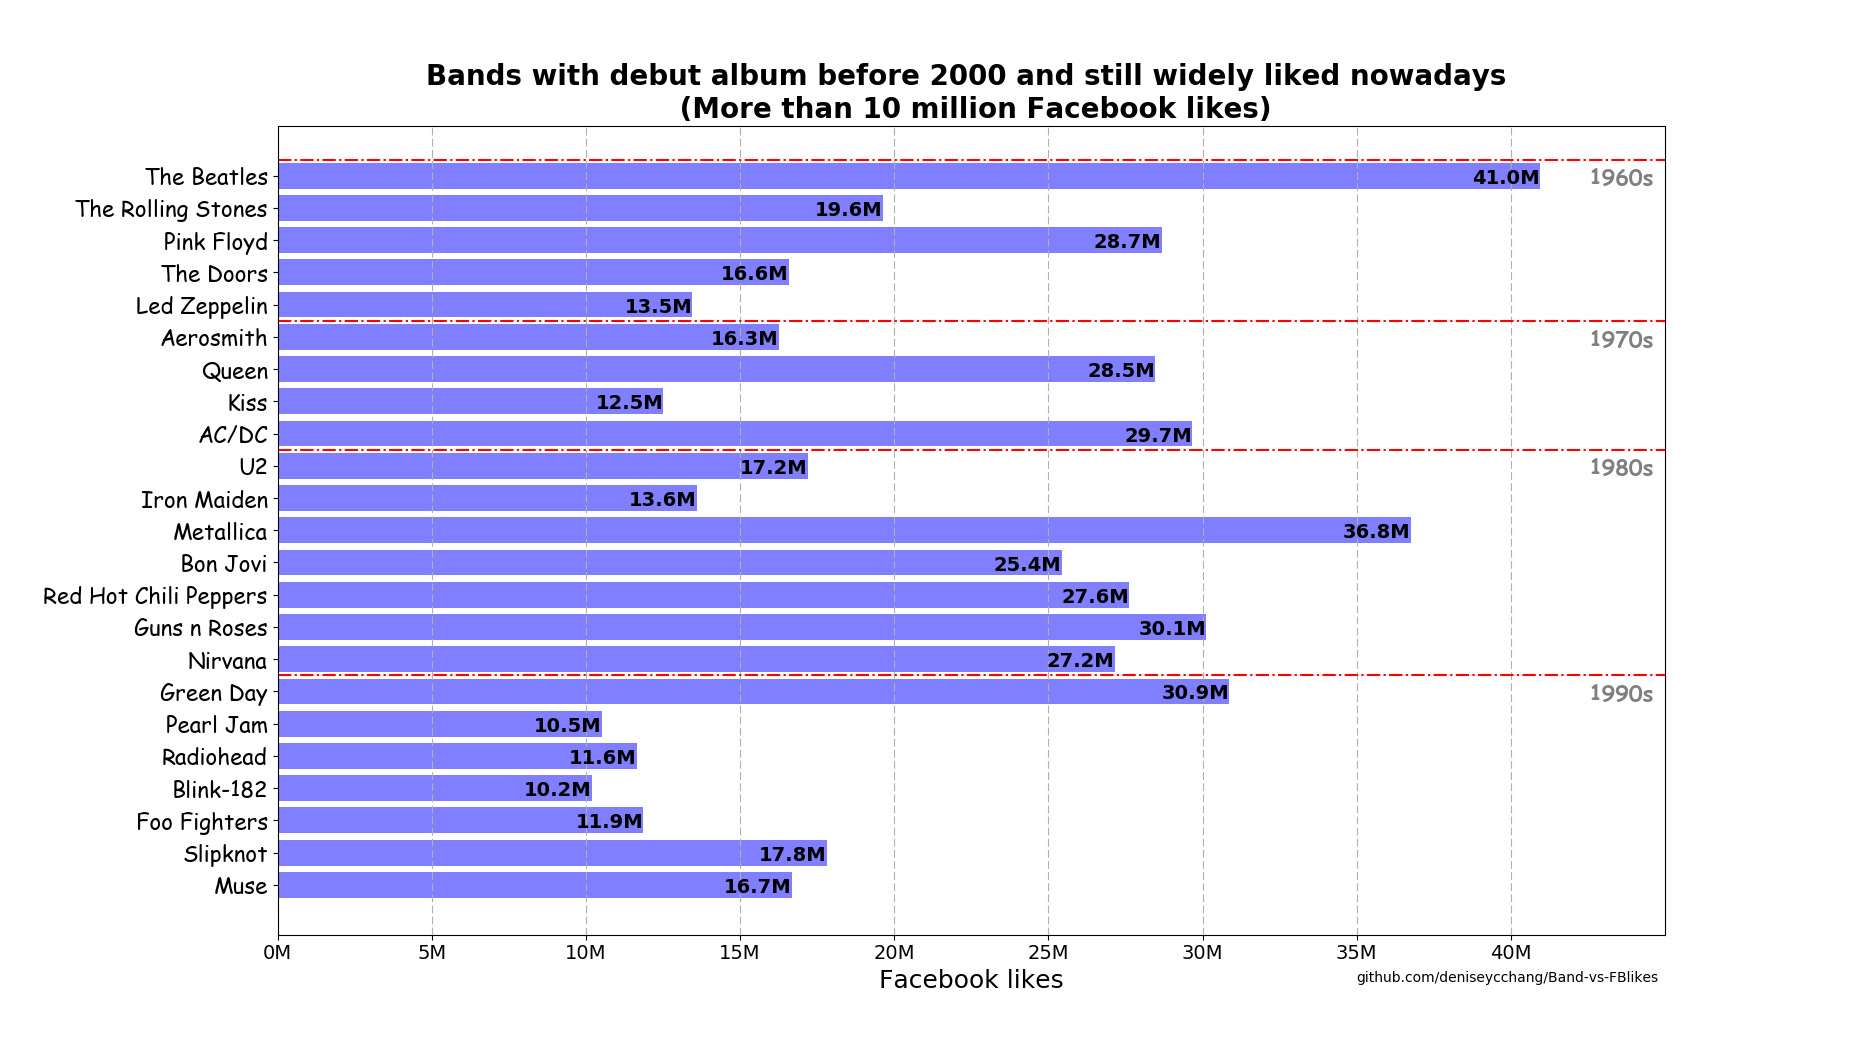 Bands with debut album before 2000 and still widely liked nowadays
(More than 10 million Facebook likes)
The Beatles 41.0M 1960s
The Rolling Stones 19.6M
Pink Floyd 28.7M
The Doors 16.6M
Led Zeppelin 13.5M
Aerosmith 16.3M 1970s
Queen 28.5M
Kiss 12.5M
AC/DC 29.7M
U2 17.2M 1980s
Iron Maiden 13.6M
Metallica 36.8M
Bon Jovi 25.4M
Red Hot Chili Peppers 27.6M
Guns n Roses 30.1M
Nirvana 27.2M
Green Day 30.9M 1990s
Pearl Jam 10.5M
Radiohead 11.6M
Blink-182 10.2M
Foo Fighters 11.9M
Slipknot 17.8M
Muse 16.7M
0M 5M 10M 15M 20M 25M 30M 35M 40M
Facebook likes
github.com/deniseycchang/Band-vs-FBlikes